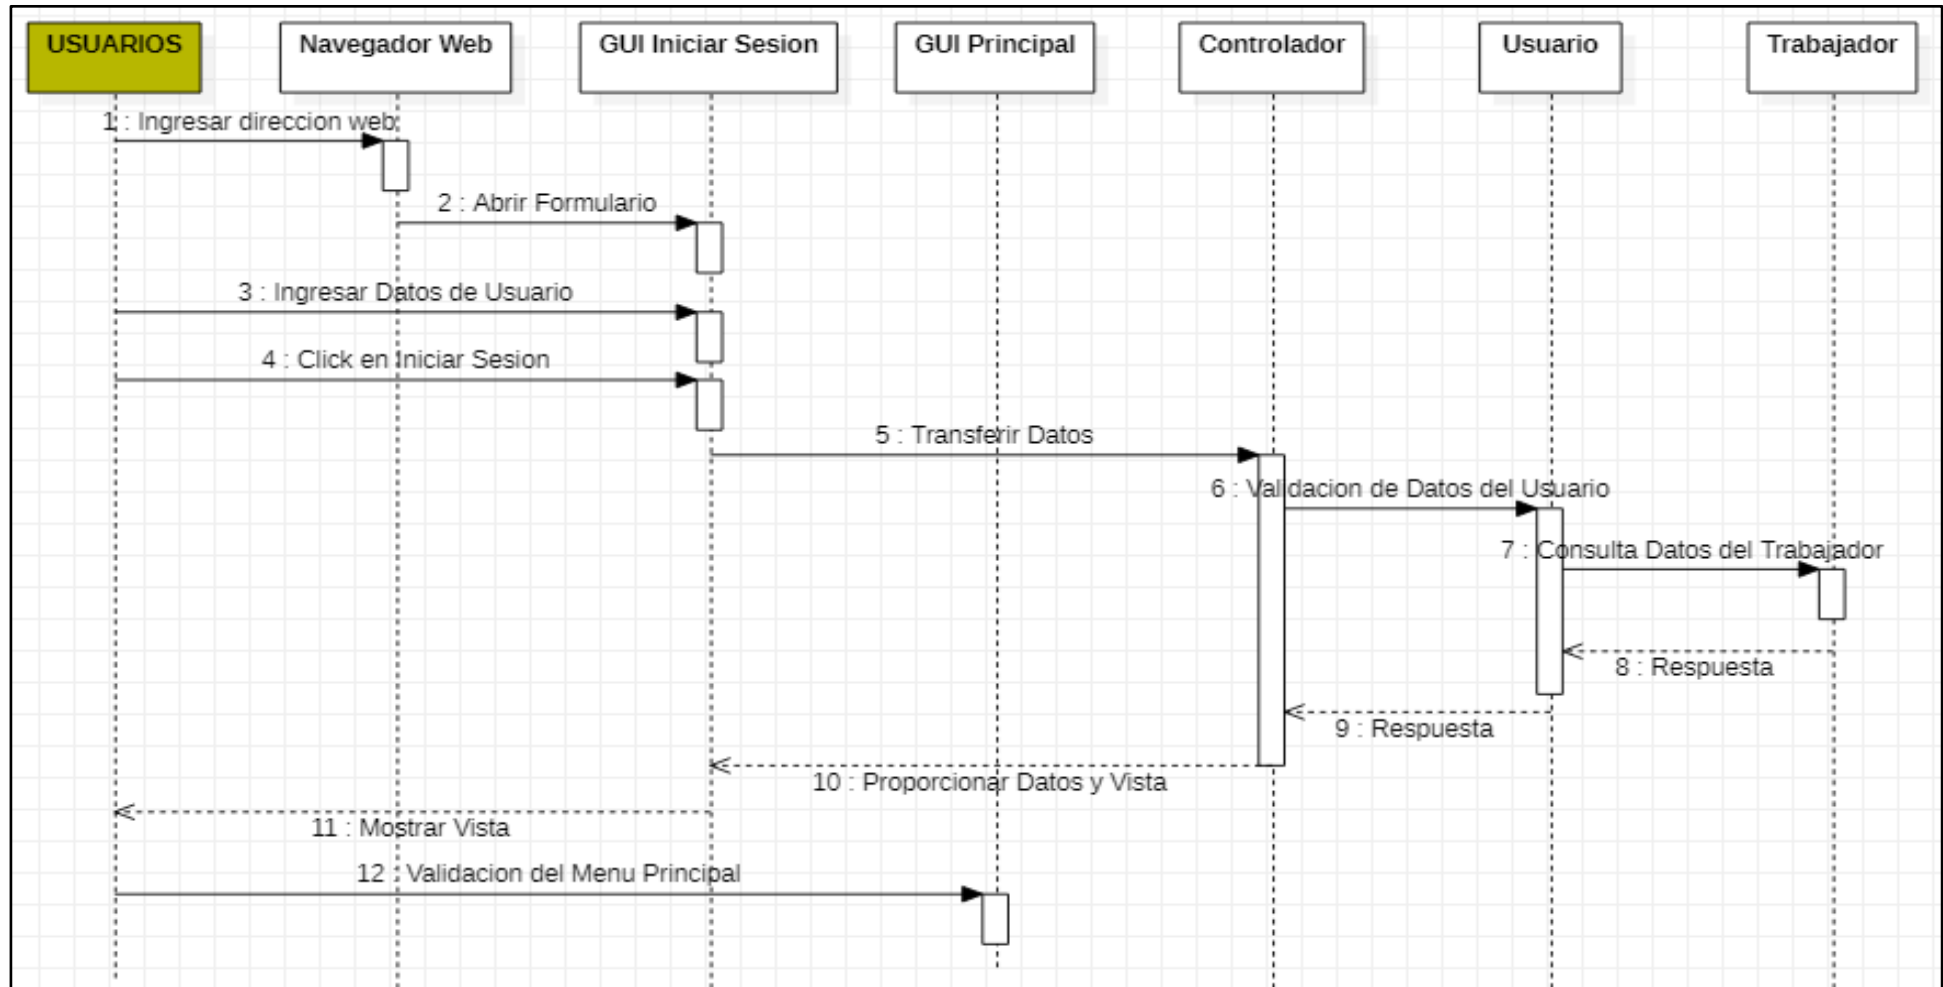 USUARIOS
Navegador Web
GUI Iniciar Sesion
GUI Principal
Controlador
Usuario
Trabajador
1 : Ingresar direccion web
2 : Abrir Formulario
3 : Ingresar Datos de Usuario
4 : Click en Iniciar Sesion
5 : Transferir Datos
6 : Validacion de Datos del Usuario
7 : Consulta Datos del Trabajador
8 : Respuesta
9 : Respuesta
10 : Proporcionar Datos y Vista
11 : Mostrar Vista
12 : Validacion del Menu Principal